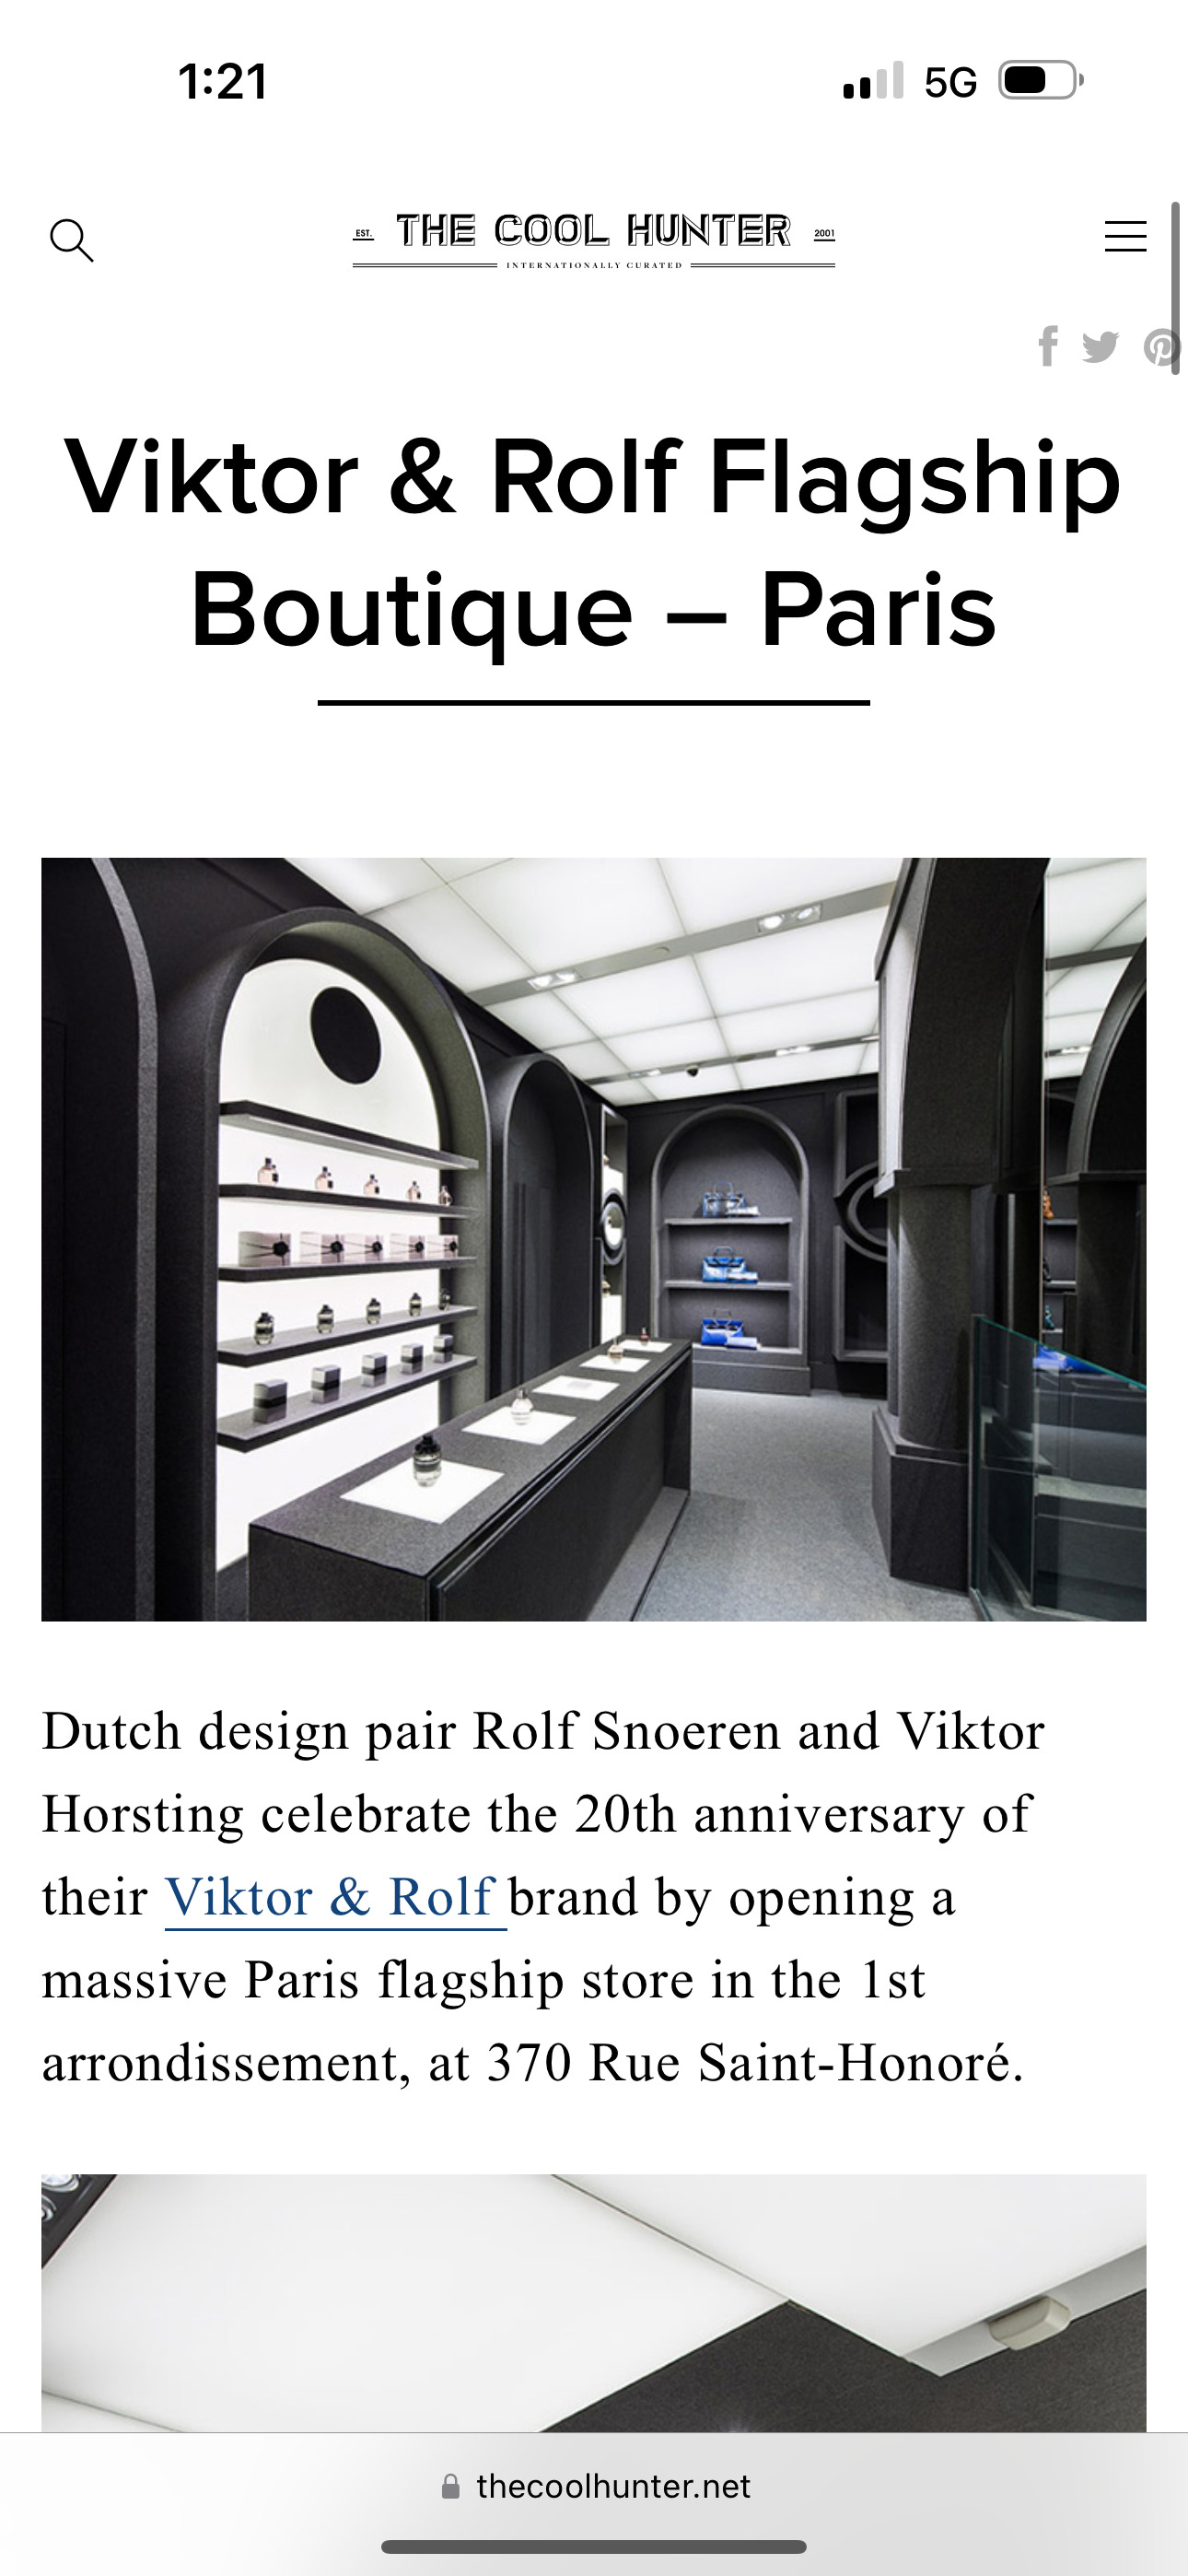 1:21 5G
EST. THE COOL HUNTER 2001
INTERNATIONALLY CURATED
Viktor & Rolf Flagship
Boutique – Paris
Dutch design pair Rolf Snoeren and Viktor
Horsting celebrate the 20th anniversary of
their Viktor & Rolf brand by opening a
massive Paris flagship store in the 1st
arrondissement, at 370 Rue Saint-Honoré.
thecoolhunter.net